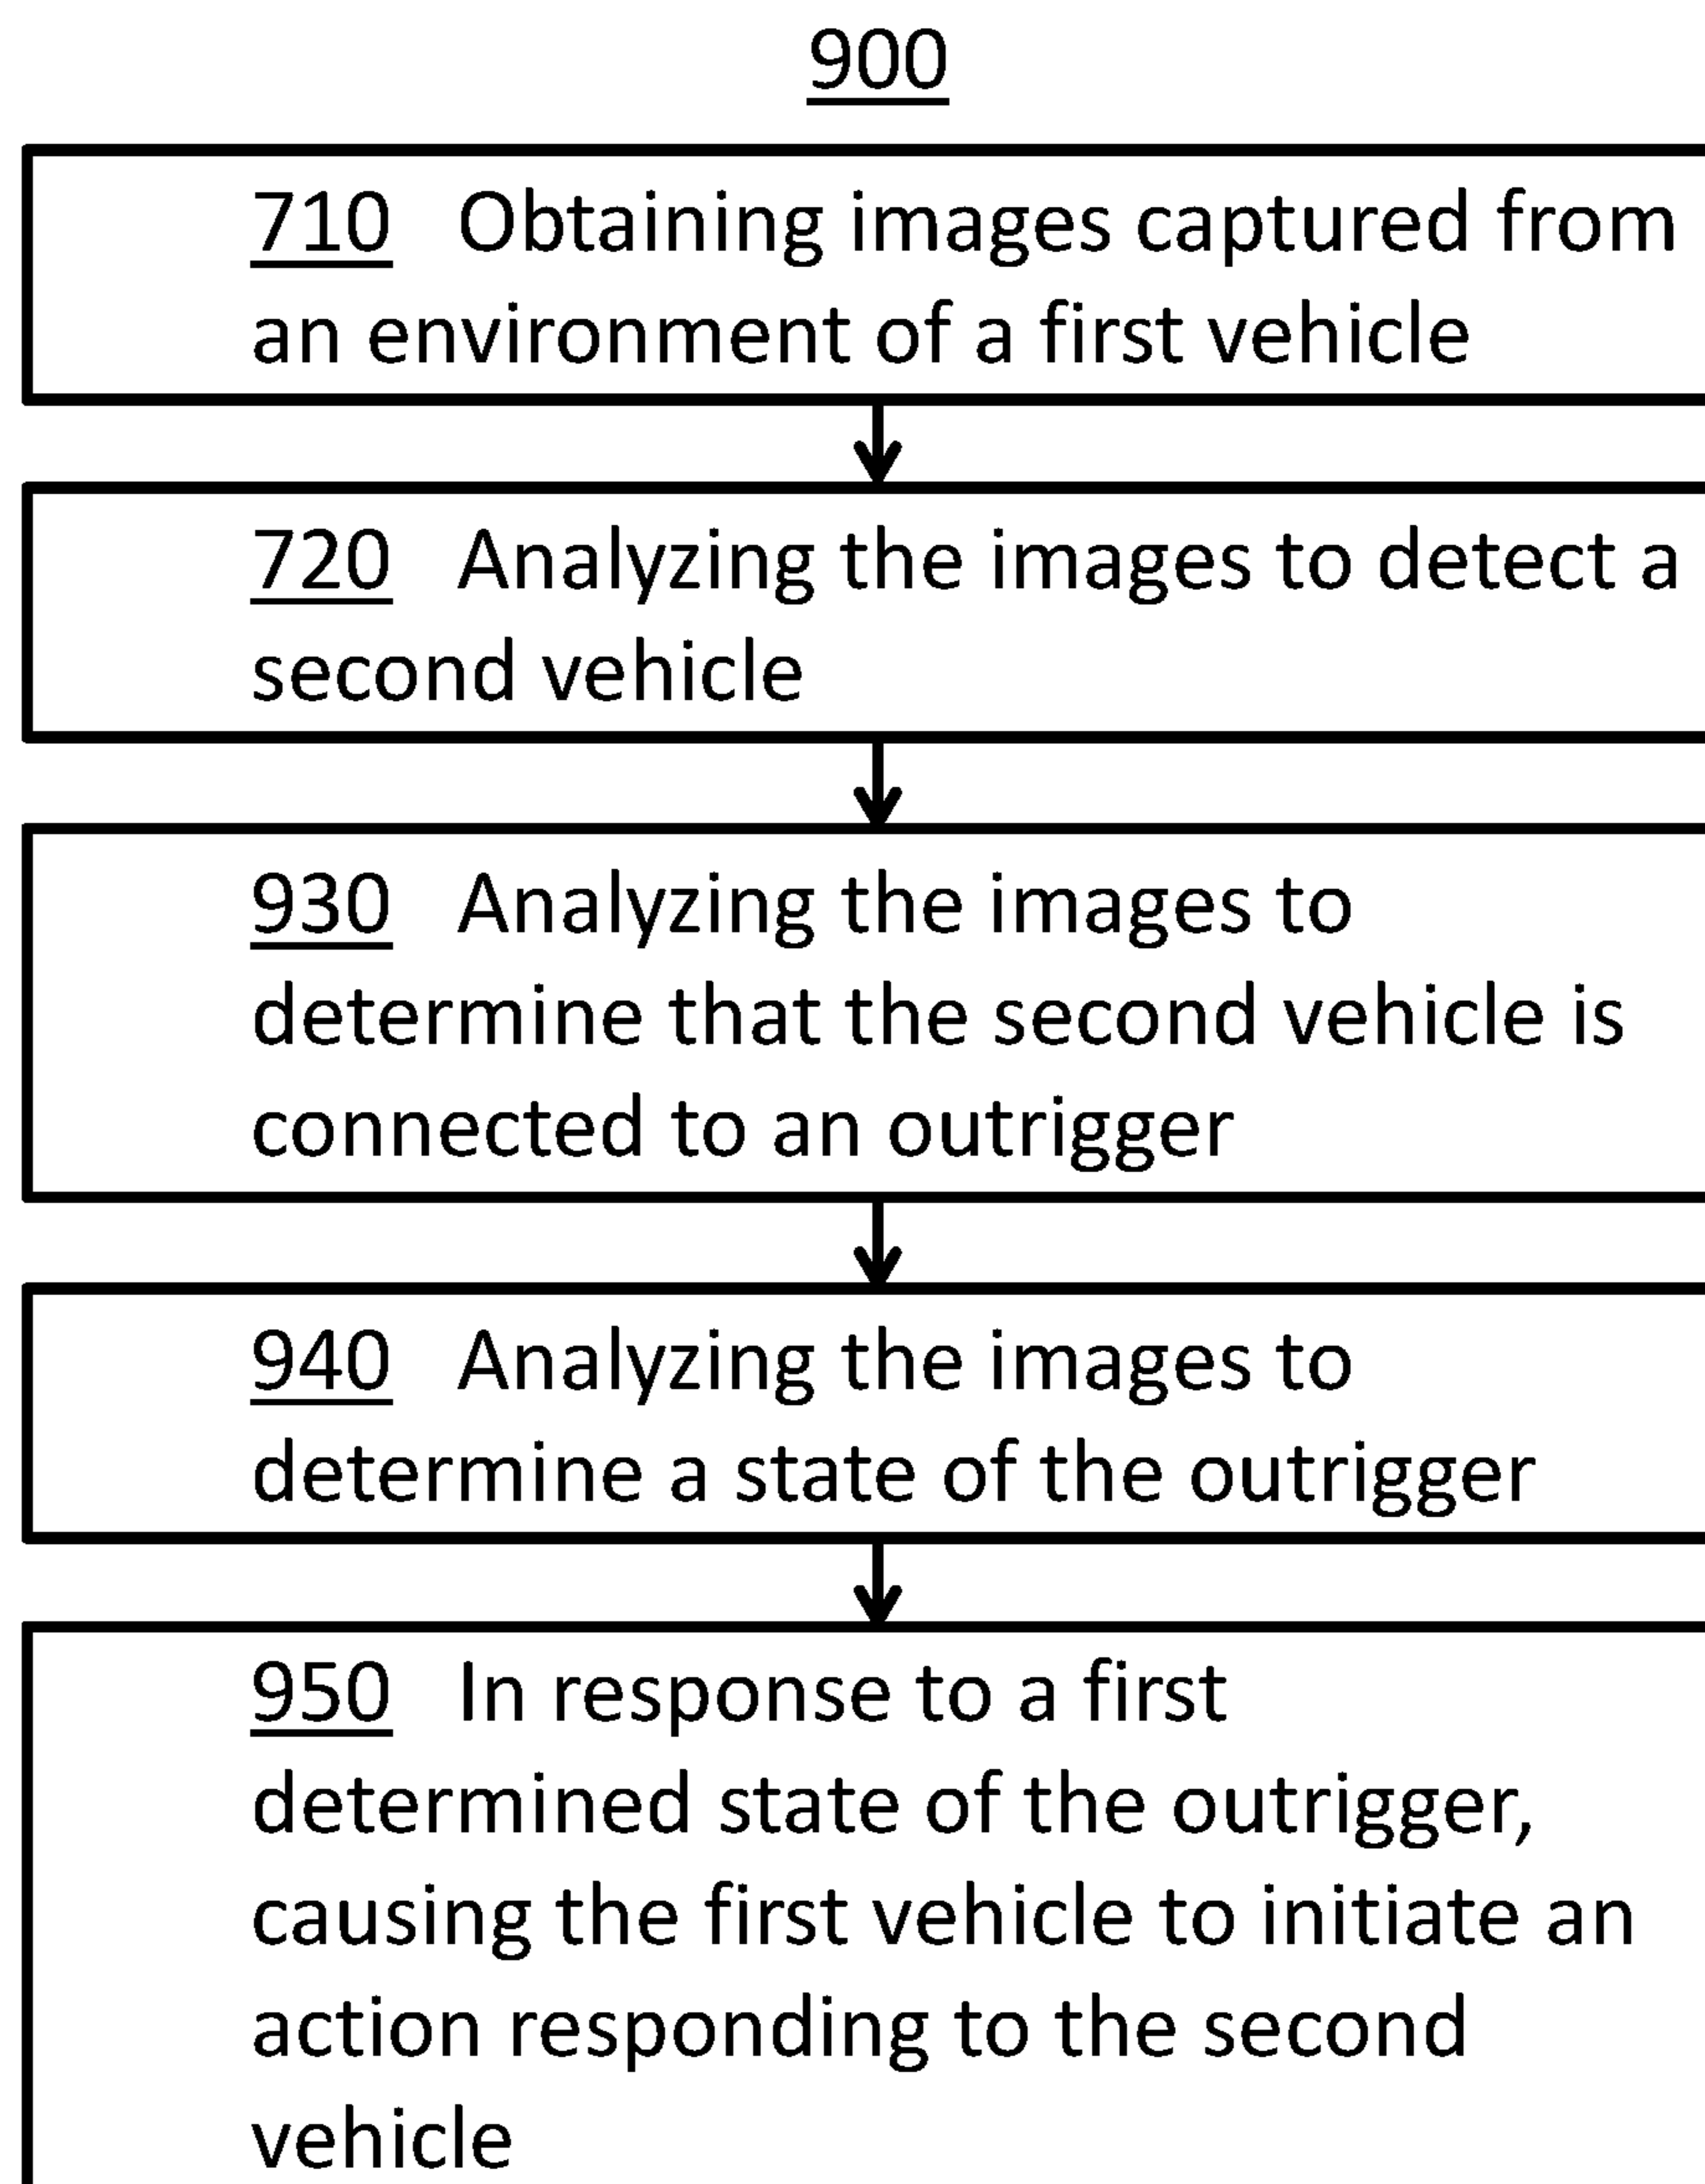 900
710 Obtaining images captured from
an environment of a first vehicle
720 Analyzing the images to detect a
second vehicle
930 Analyzing the images to
determine that the second vehicle is
connected to an outrigger
940 Analyzing the images to
determine a state of the outrigger
950 In response to a first
determined state of the outrigger,
causing the first vehicle to initiate an
action responding to the second
vehicle